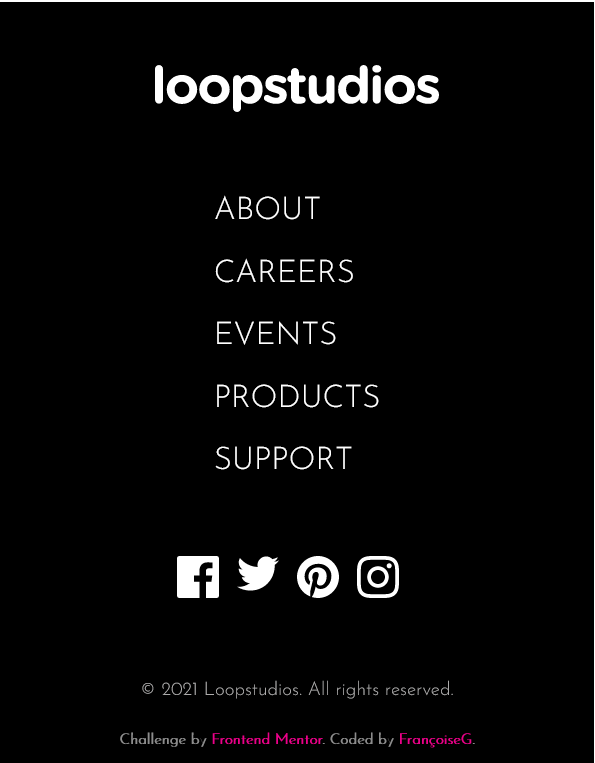 loopstudios
ABOUT
CAREERS
EVENTS
PRODUCTS
SUPPORT
© 2021 Loopstudios. All rights reserved.
Challenge by Frontend Mentor. Coded by FrançoiseG.